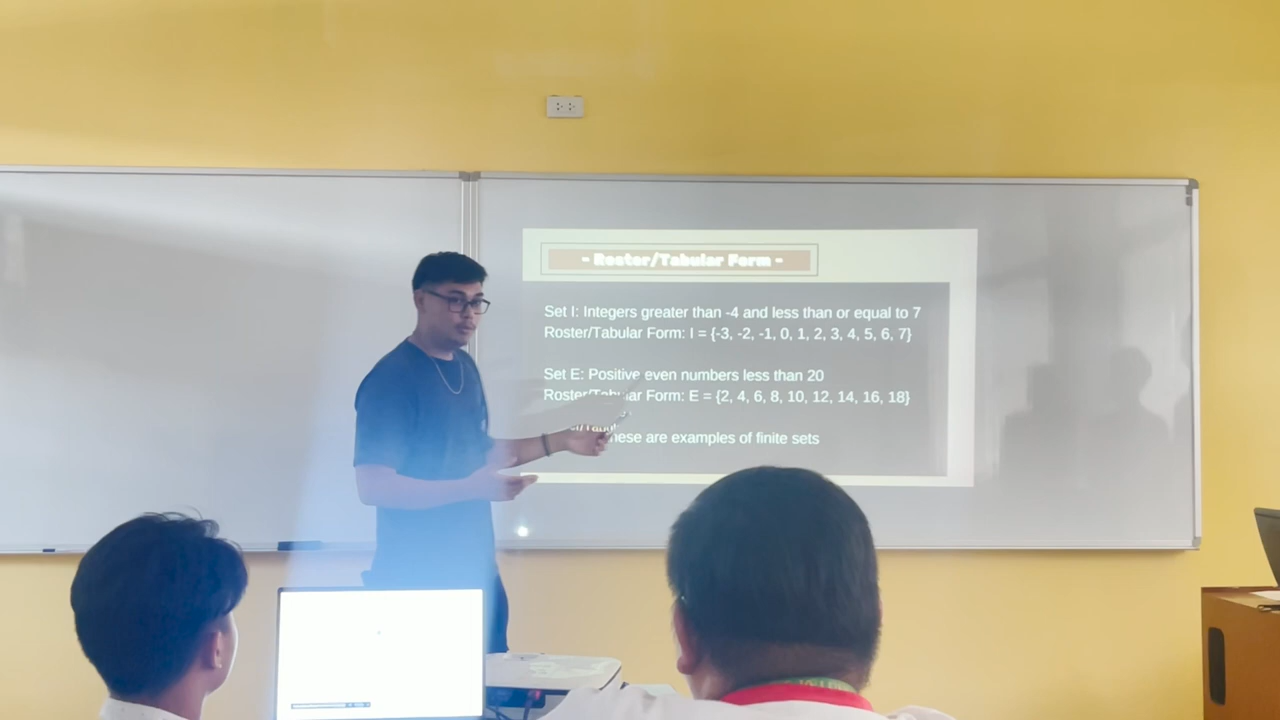 - Roster/Tabular Form -
Set I: Integers greater than -4 and less than or equal to 7
Roster/Tabular Form: I = {-3, -2, -1, 0, 1, 2, 3, 4, 5, 6, 7}
Set E: Positive even numbers less than 20
Roster/Tabular Form: E = {2, 4, 6, 8, 10, 12, 14, 16, 18}
are examples of finite sets